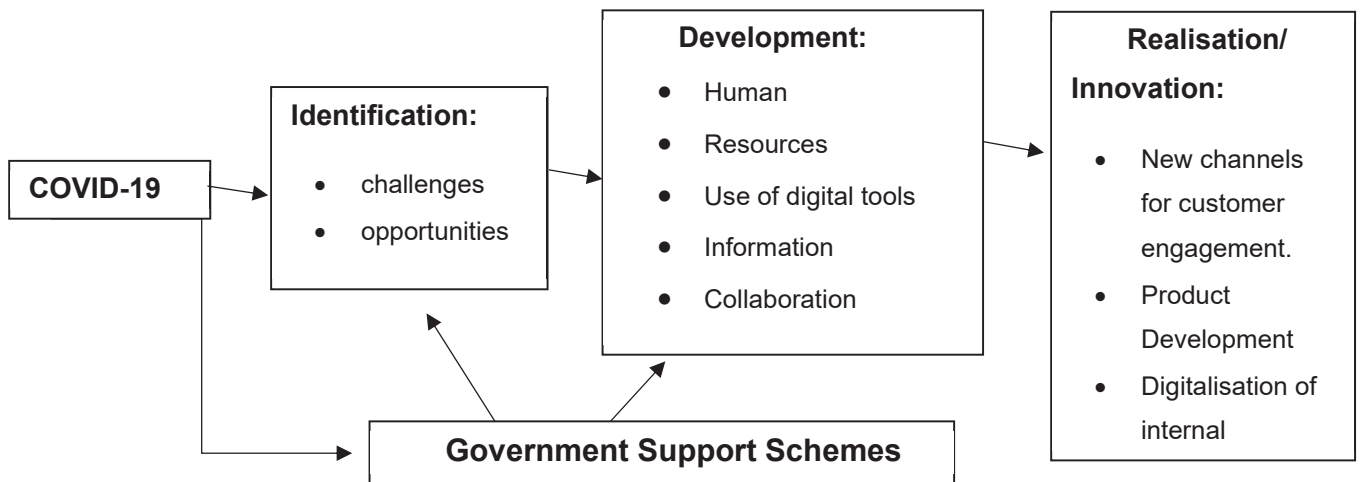 COVID-19
Identification:
• challenges
• opportunities
Development:
• Human
• Resources
• Use of digital tools
• Information
• Collaboration
Realisation/
Innovation:
• New channels
for customer
engagement.
• Product
Development
• Digitalisation of
internal
Government Support Schemes